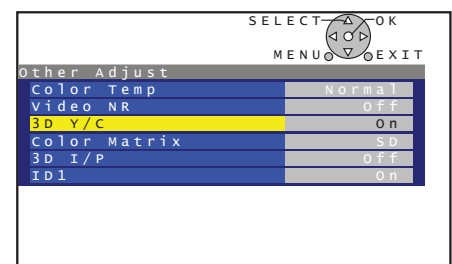 SELECT OK
MENU EXIT
Other Adjust
Color Temp Normal
Video NR Off
3D Y/C On
Color Matrix SD
3D I/P Off
ID1 On